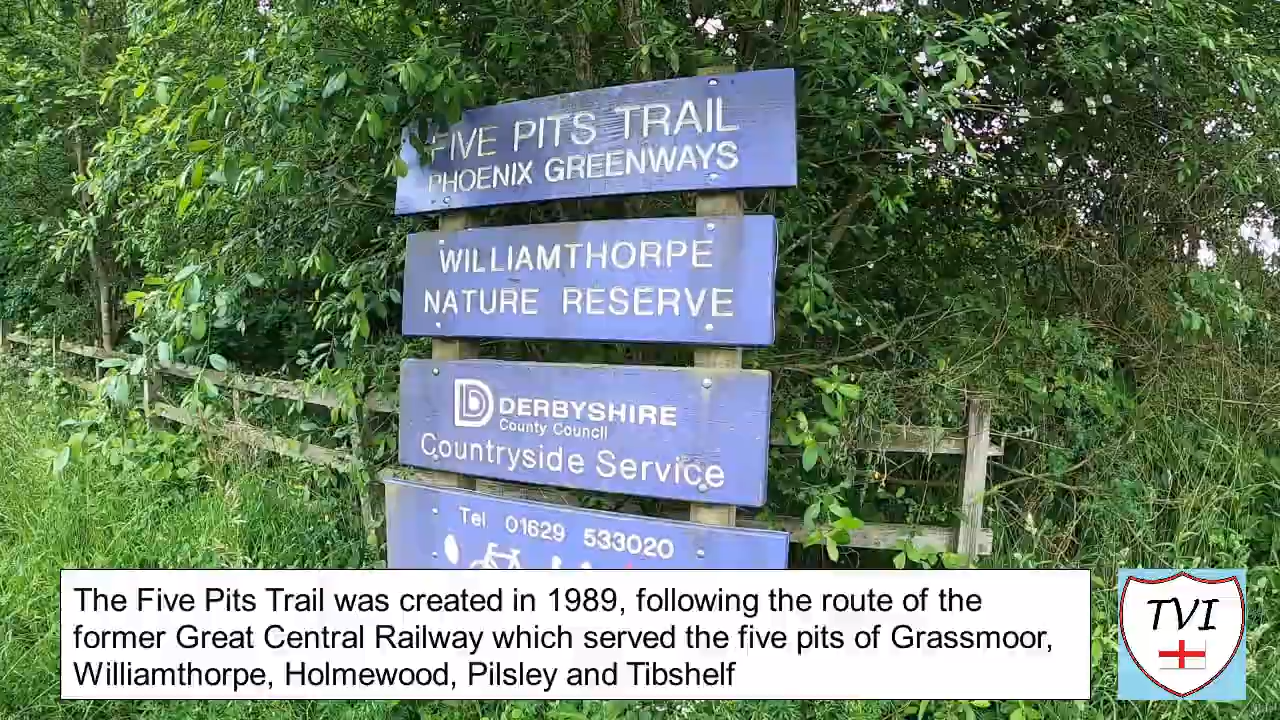 FIVE PITS TRAIL
PHOENIX GREENWAYS
WILLIAMTHORPE
NATURE RESERVE
DERBYSHIRE
County Council
Countryside Service
Tel 01629 533020
The Five Pits Trail was created in 1989, following the route of the
former Great Central Railway which served the five pits of Grassmoor,
Williamthorpe, Holmewood, Pilsley and Tibshelf
TVI